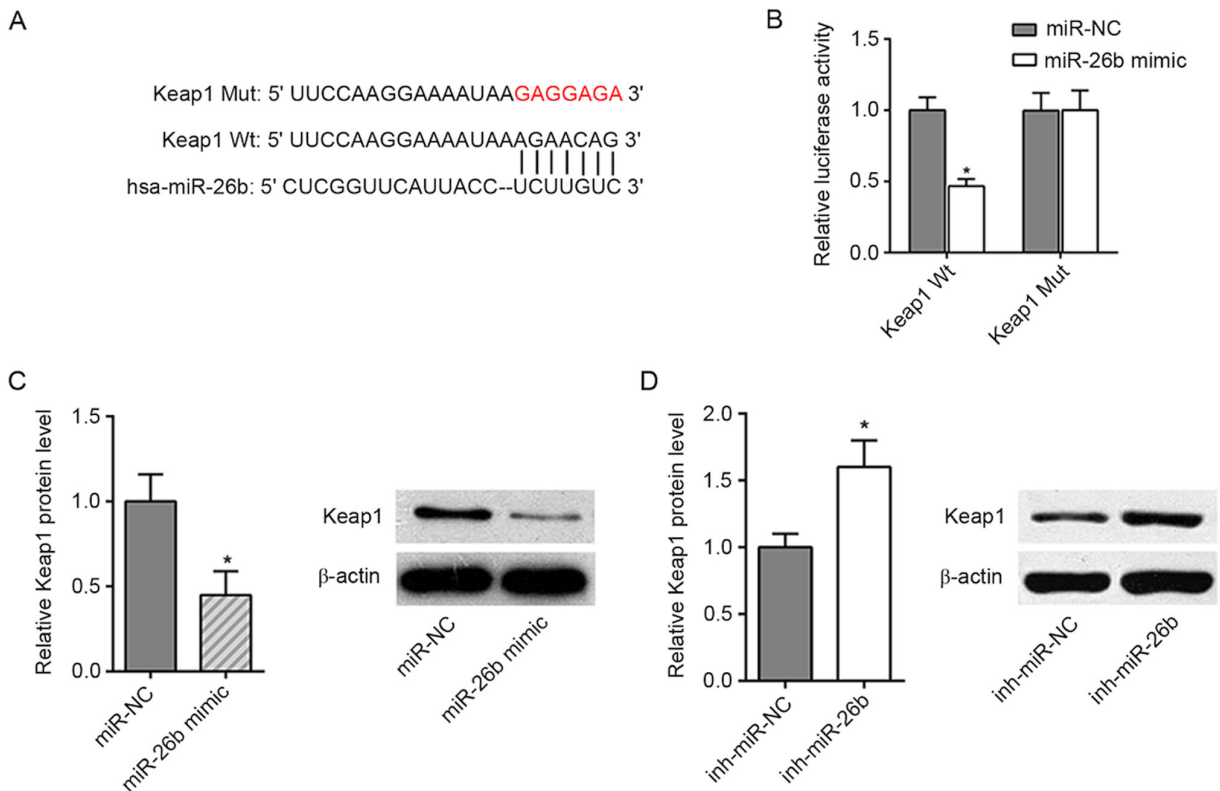 A
Keap1 Mut: 5' UUCCAAGGAAAAUAAGAGGAGA 3'
Keap1 Wt: 5' UUCCAAGGAAAAUAAAAGAACAG 3'
hsa-miR-26b: 5' CUCGGUUCAUUACC--UCUUGUC 3'
B
miR-NC
miR-26b mimic
Relative luciferase activity
1.5
1.0
0.5
0.0
*
Keap1 Wt
Keap1 Mut
C
Relative Keap1 protein level
1.5
1.0
0.5
0.0
*
miR-NC
miR-26b mimic
Keap1
β-actin
miR-NC
miR-26b mimic
D
Relative Keap1 protein level
2.0
1.5
1.0
0.5
0.0
*
inh-miR-NC
inh-miR-26b
Keap1
β-actin
inh-miR-NC
inh-miR-26b